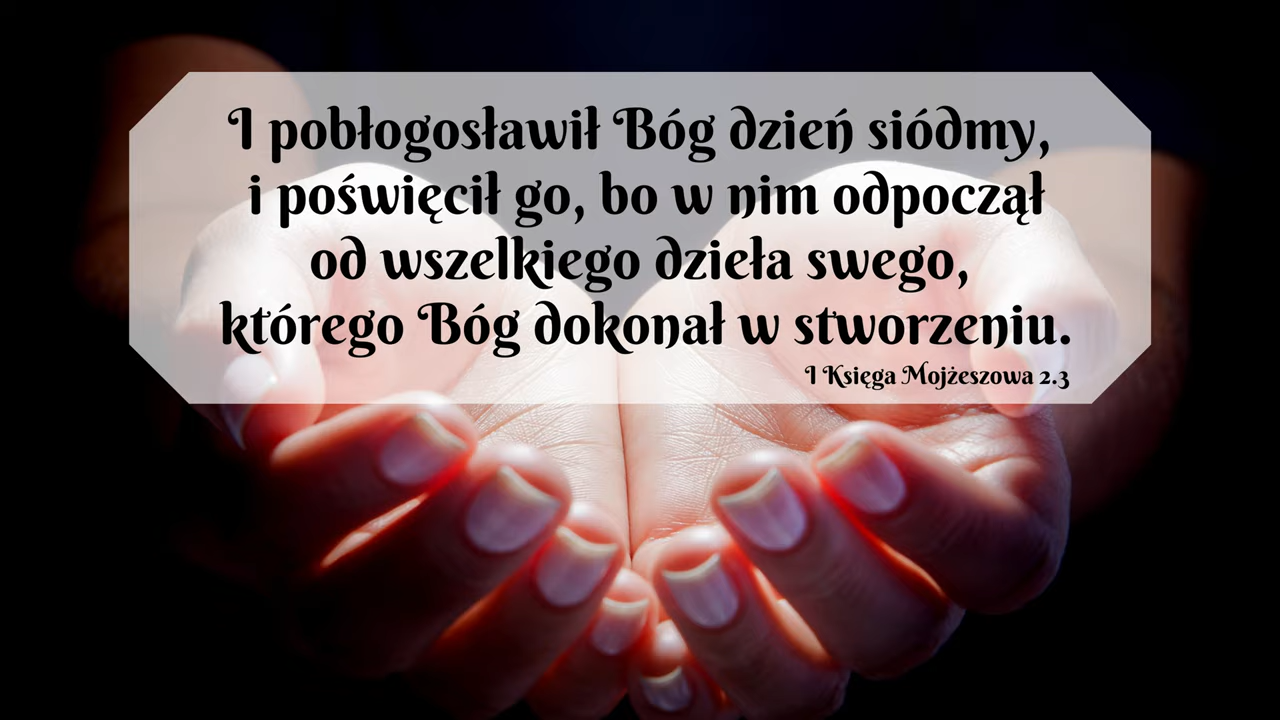 I pobłogosławił Bóg dzień siódmy,
i poświęcił go, bo w nim odpoczął
od wszelkiego dzieła swego,
którego Bóg dokonał w stworzeniu.
I Księga Mojżeszowa 2.3